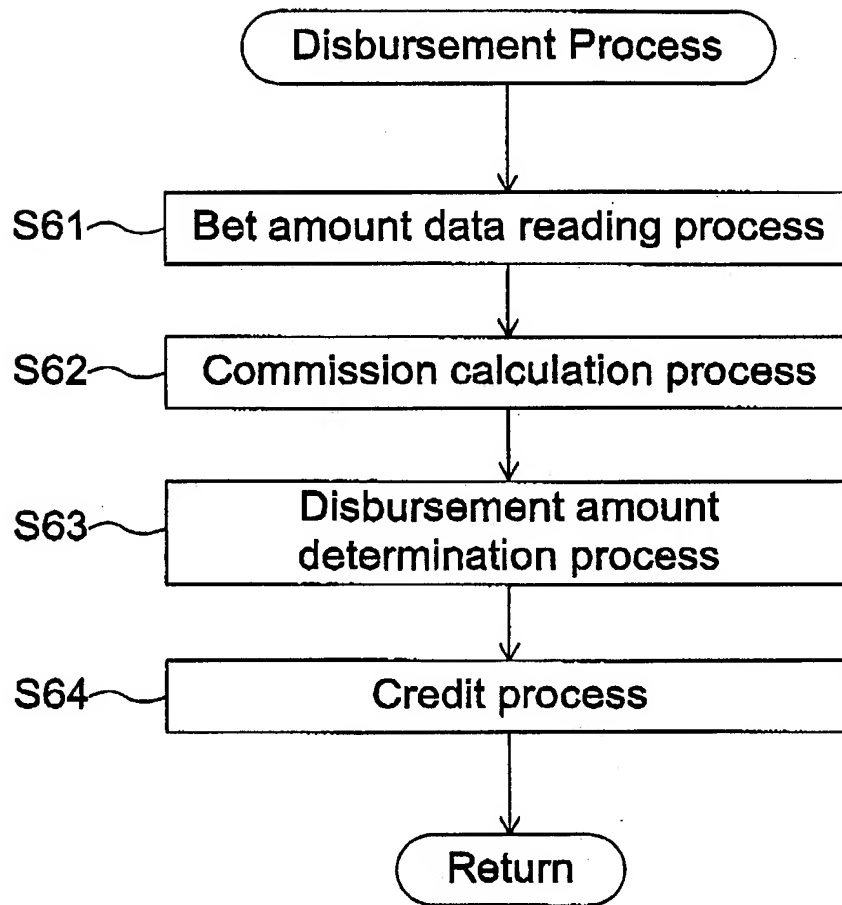 Disbursement Process
S61 Bet amount data reading process
S62 Commission calculation process
S63 Disbursement amount
determination process
S64 Credit process
Return